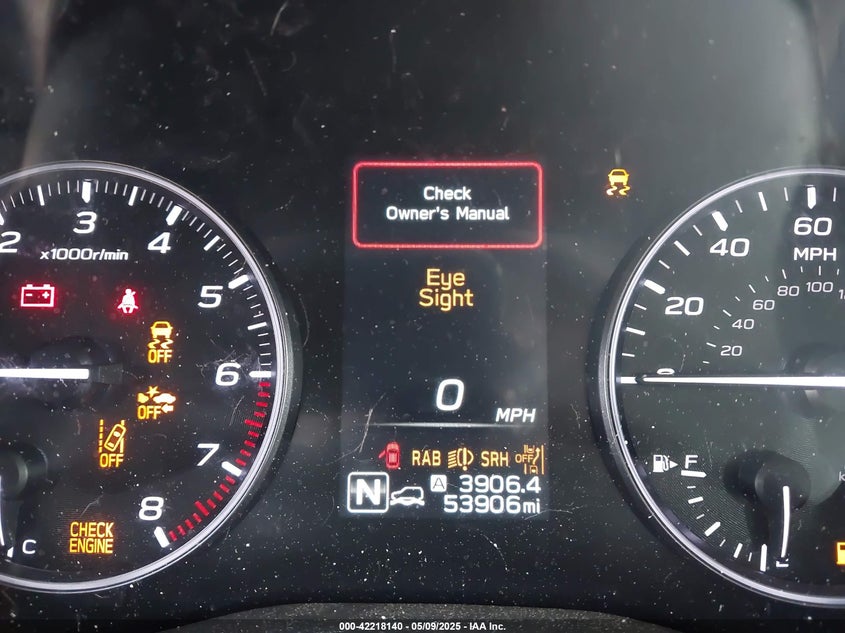 2
3
4
5
6
7
8
x1000r/min
OFF
OFF
OFF
CHECK
ENGINE
C
Check
Owner's Manual
Eye
Sight
0
MPH
RAB
SRH
OFF
N
A 3906.4
53906mi
20
40
60
MPH
20
40
60
80
100
F
000-42218140 - 05/09/2025 - IAA Inc.